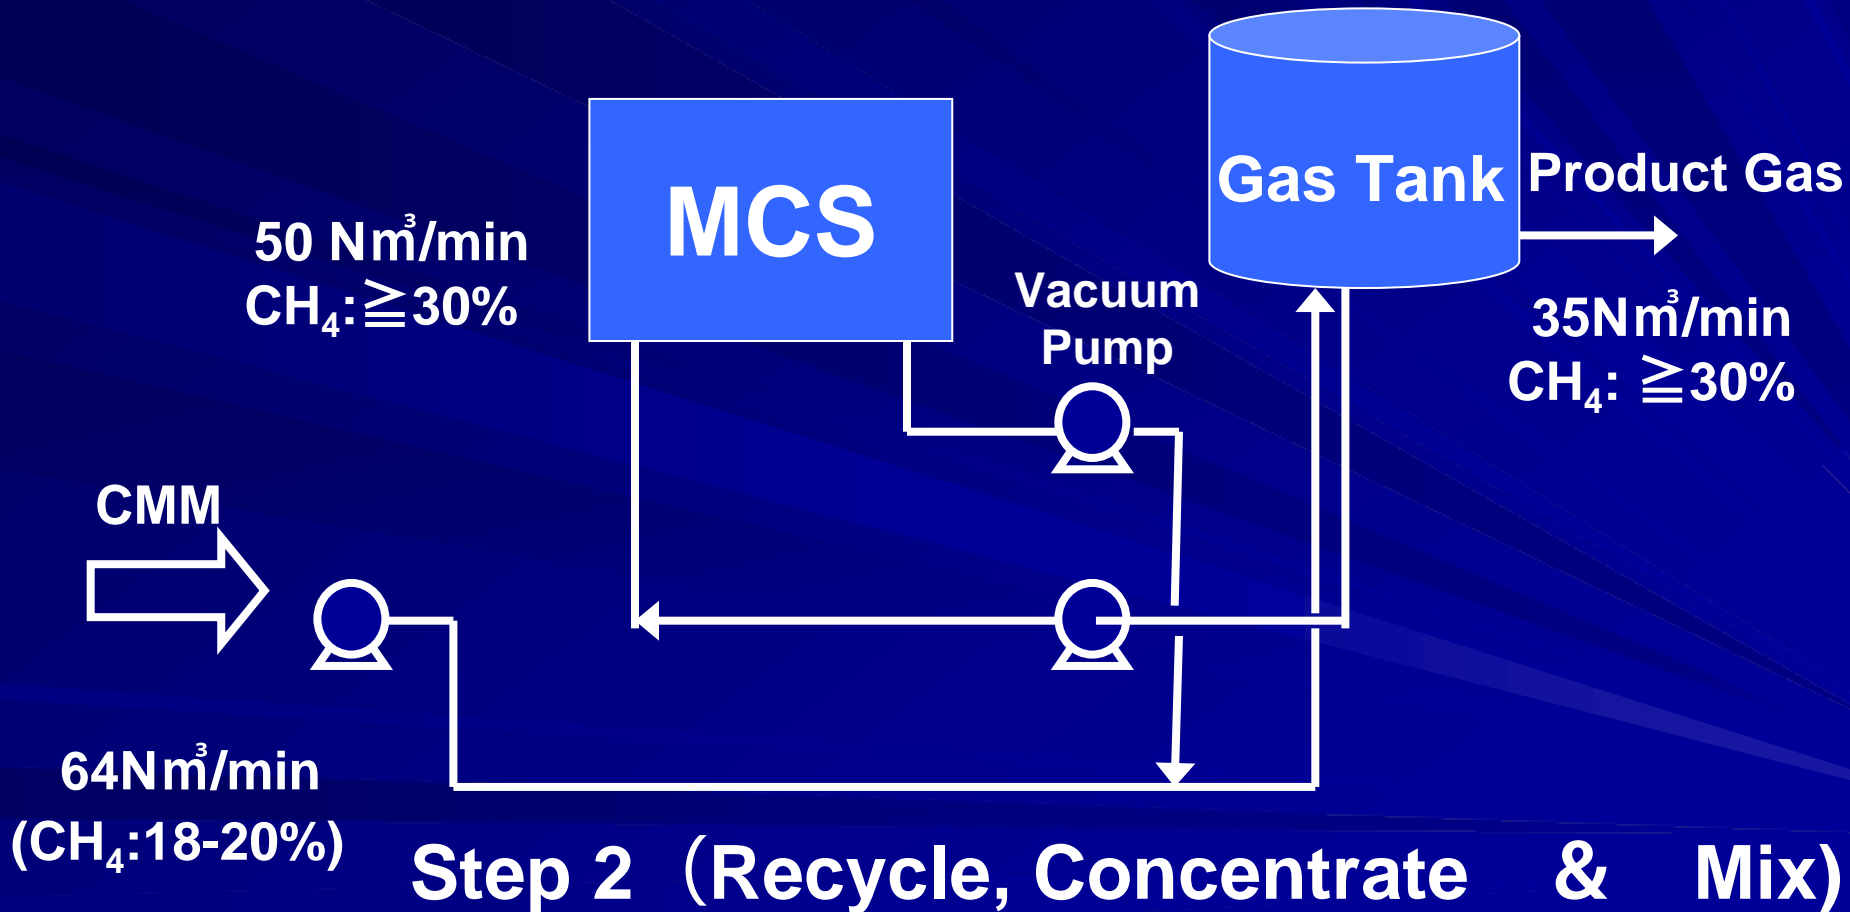 Gas Tank
Product Gas
MCS
50 Nm³/min
CH₄:≧30%
Vacuum
Pump
35Nm³/min
CH₄: ≧30%
CMM
64Nm³/min
(CH₄:18-20%)
Step 2（Recycle, Concentrate & Mix)